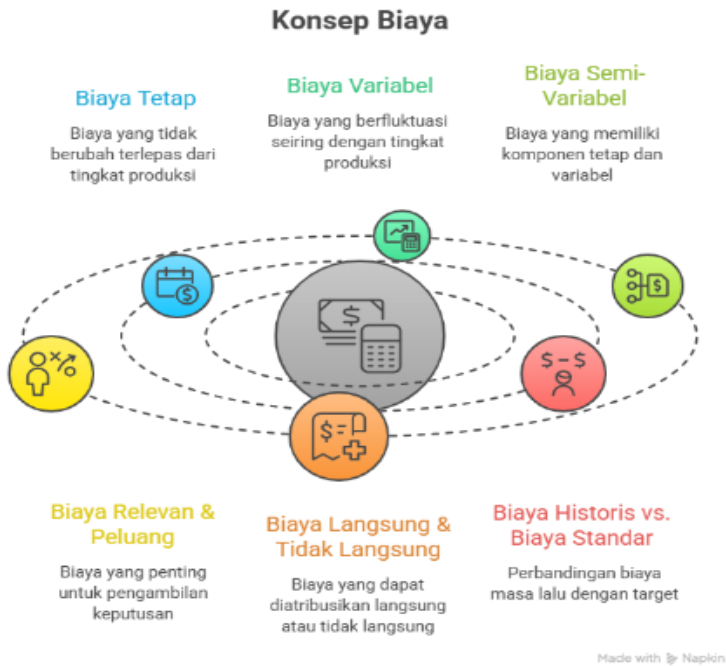 Konsep Biaya
Biaya Tetap
Biaya yang tidak
berubah terlepas dari
tingkat produksi
Biaya Variabel
Biaya yang berfluktuasi
seiring dengan tingkat
produksi
Biaya Semi-
Variabel
Biaya yang memiliki
komponen tetap dan
variabel
Biaya Relevan &
Peluang
Biaya yang penting
untuk pengambilan
keputusan
Biaya Langsung &
Tidak Langsung
Biaya yang dapat
diatribusikan langsung
atau tidak langsung
Biaya Historis vs.
Biaya Standar
Perbandingan biaya
masa lalu dengan target
Made with Napkin